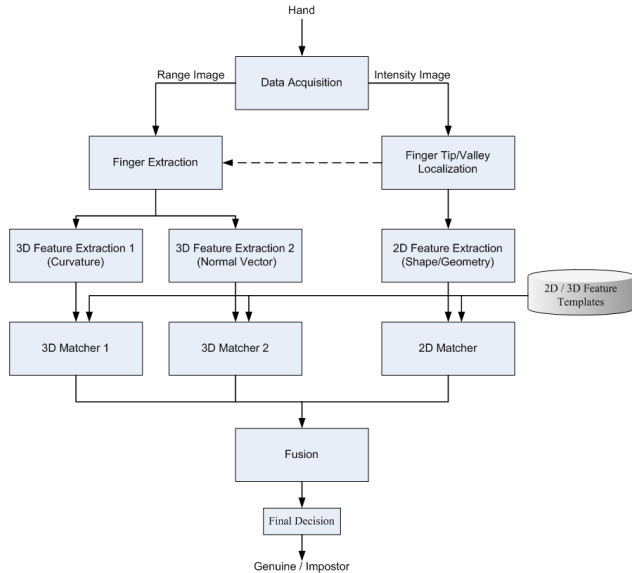 Hand
Range Image
Intensity Image
Data Acquisition
Finger Extraction
Finger Tip/Valley
Localization
3D Feature Extraction 1
(Curvature)
3D Feature Extraction 2
(Normal Vector)
2D Feature Extraction
(Shape/Geometry)
2D / 3D Feature
Templates
3D Matcher 1
3D Matcher 2
2D Matcher
Fusion
Final Decision
Genuine / Impostor